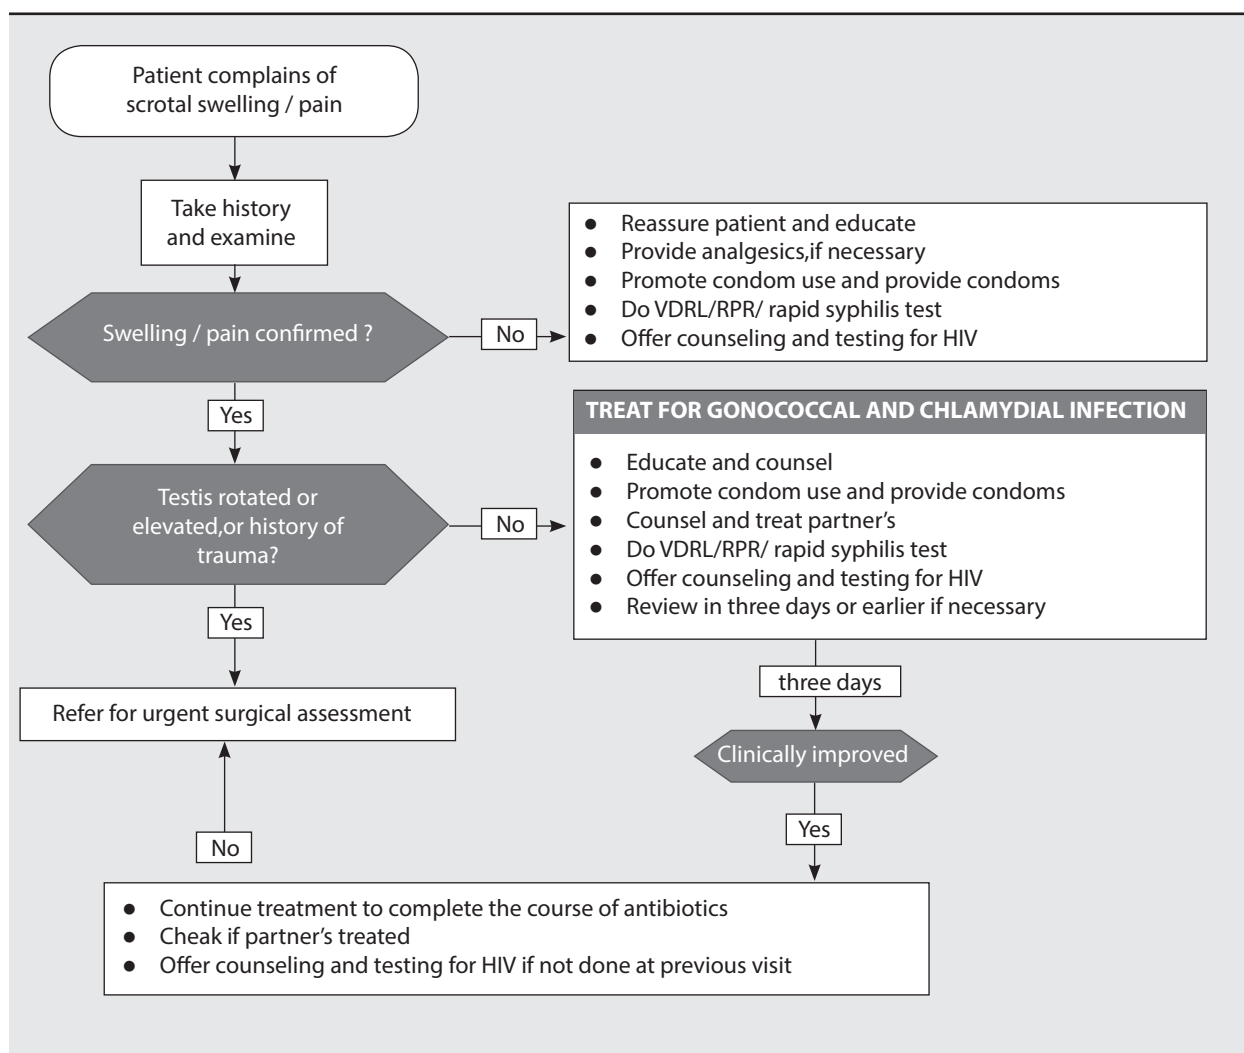 Patient complains of
scrotal swelling / pain
Take history
and examine
Swelling / pain confirmed ?
No
● Reassure patient and educate
● Provide analgesics,if necessary
● Promote condom use and provide condoms
● Do VDRL/RPR/ rapid syphilis test
● Offer counseling and testing for HIV
Yes
Testis rotated or
elevated,or history of
trauma?
No
TREAT FOR GONOCOCCAL AND CHLAMYDIAL INFECTION
● Educate and counsel
● Promote condom use and provide condoms
● Counsel and treat partner's
● Do VDRL/RPR/ rapid syphilis test
● Offer counseling and testing for HIV
● Review in three days or earlier if necessary
Yes
Refer for urgent surgical assessment
three days
Clinically improved
Yes
No
● Continue treatment to complete the course of antibiotics
● Cheak if partner's treated
● Offer counseling and testing for HIV if not done at previous visit